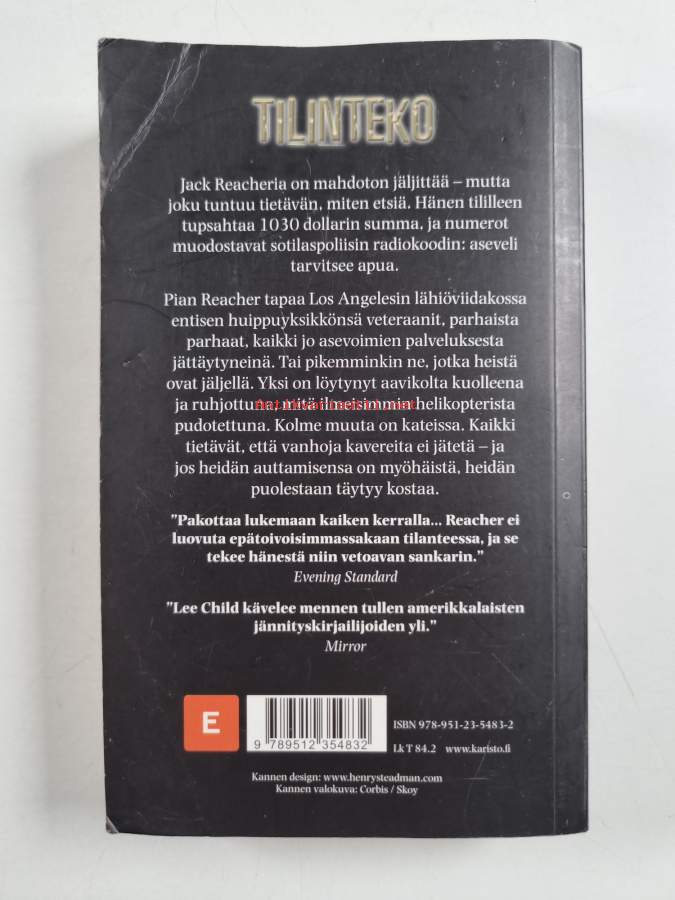 TILINTEKO
Jack Reacheria on mahdoton jäljittää – mutta
joku tuntuu tietävän, miten etsiä. Hänen tililleen
tupsahtaa 1030 dollarin summa, ja numerot
muodostavat sotilaspoliisin radiokoodin: aseveli
tarvitsee apua.
Pian Reacher tapaa Los Angelesin lähiöviidakossa
entisen huippuyksikkönsä veteraanit, parhaista
parhaat, kaikki jo asevoimien palveluksesta
jättäytyneinä. Tai pikemminkin ne, jotka heistä
ovat jäljellä. Yksi on löytynyt aavikolta kuolleena
ja ruhjottuna, mitä ilmeisimmin helikopterista
pudotettuna. Kolme muuta on kateissa. Kaikki
tietävät, että vanhoja kavereita ei jätetä – ja
jos heidän auttamisensa on myöhäistä, heidän
puolestaan täytyy kostaa.
"Pakottaa lukemaan kaiken kerralla... Reacher ei
luovuta epätoivoisimmassakaan tilanteessa, ja se
tekee hänestä niin vetoavan sankarin."
Evening Standard
"Lee Child kävelee mennen tullen amerikkalaisten
jännityskirjailijoiden yli."
Mirror
E
9 789512 354832
ISBN 978-951-23-5483-2
Lk T 84.2 www.karisto.fi
Kannen design: www.henrysteadman.com
Kannen valokuva: Corbis / Skoy